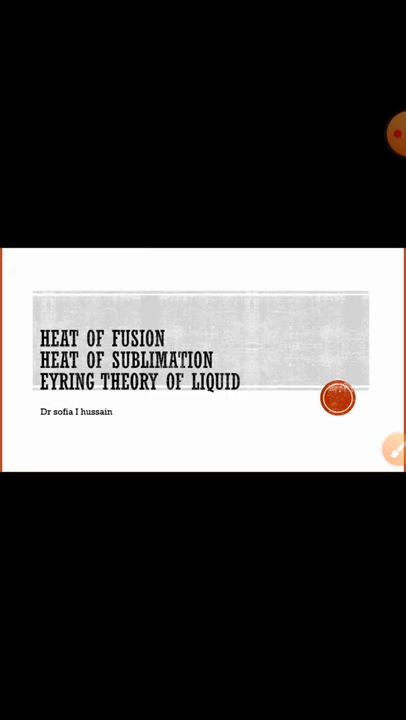 HEAT OF FUSION
HEAT OF SUBLIMATION
EYRING THEORY OF LIQUID
Dr sofia I hussain